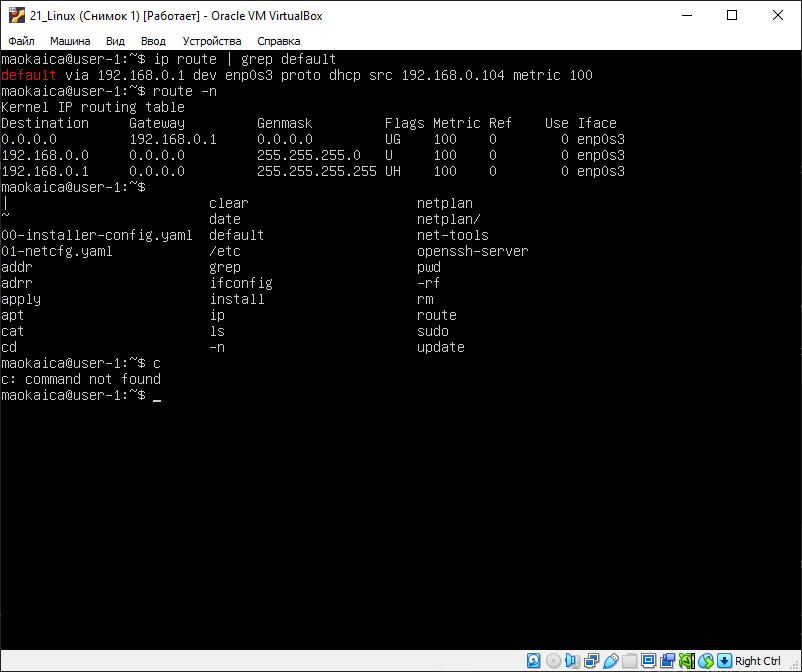 21_Linux (Снимок 1) [Работает] - Oracle VM VirtualBox
Файл Машина Вид Ввод Устройства Справка
maokaica@user-1:~$ ip route | grep default
default via 192.168.0.1 dev enp0s3 proto dhcp src 192.168.0.104 metric 100
maokaica@user-1:~$ route -n
Kernel IP routing table
Destination Gateway Genmask Flags Metric Ref Use Iface
0.0.0.0 192.168.0.1 0.0.0.0 UG 100 0 0 enp0s3
192.168.0.0 0.0.0.0 255.255.255.0 U 100 0 0 enp0s3
192.168.0.1 0.0.0.0 255.255.255.255 UH 100 0 0 enp0s3
maokaica@user-1:~$
| clear netplan
~ date netplan/
00-installer-config.yaml default net-tools
01-netcfg.yaml /etc openssh-server
addr grep pwd
adrr ifconfig -rf
apply install rm
apt ip route
cat ls sudo
cd -n update
maokaica@user-1:~$ c
c: command not found
maokaica@user-1:~$ _
Right Ctrl